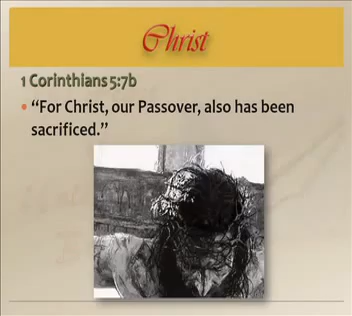 Christ
1 Corinthians 5:7b
• “For Christ, our Passover, also has been
sacrificed.”